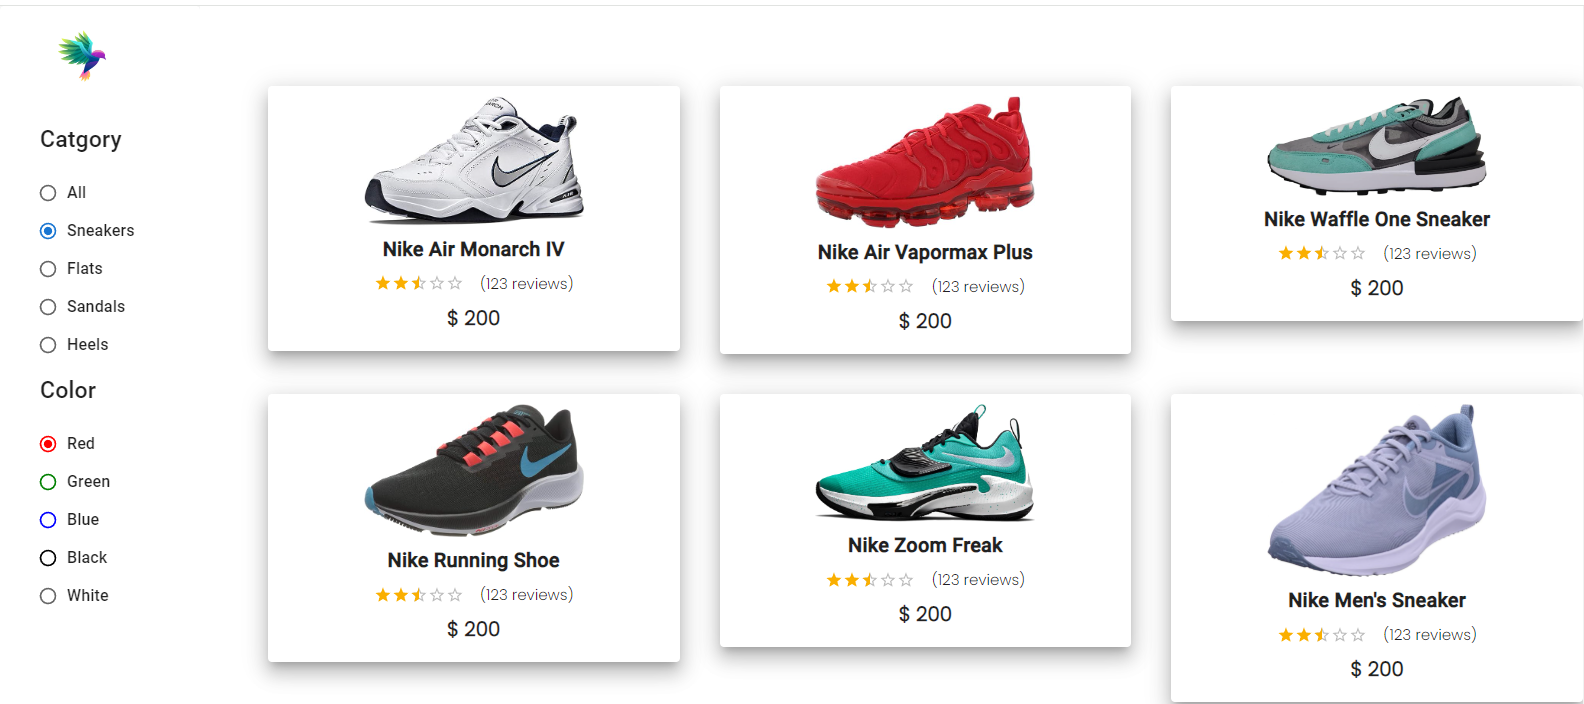 Catgory
All
Sneakers
Flats
Sandals
Heels
Color
Red
Green
Blue
Black
White
Nike Air Monarch IV
(123 reviews)
$ 200
Nike Air Vapormax Plus
(123 reviews)
$ 200
Nike Waffle One Sneaker
(123 reviews)
$ 200
Nike Running Shoe
(123 reviews)
$ 200
Nike Zoom Freak
(123 reviews)
$ 200
Nike Men's Sneaker
(123 reviews)
$ 200